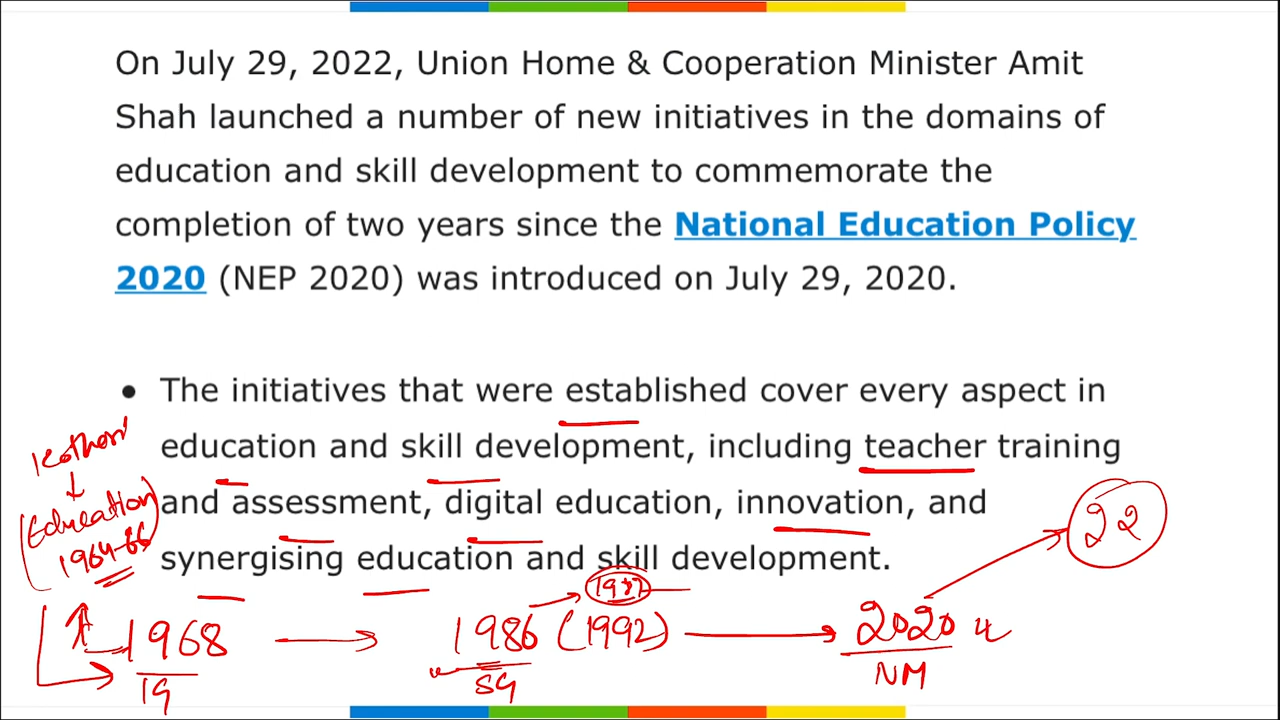 On July 29, 2022, Union Home & Cooperation Minister Amit
Shah launched a number of new initiatives in the domains of
education and skill development to commemorate the
completion of two years since the National Education Policy
2020 (NEP 2020) was introduced on July 29, 2020.
• The initiatives that were established cover every aspect in
education and skill development, including teacher training
and assessment, digital education, innovation, and
synergising education and skill development.
Kothari
(Education)
1964-66
22
1968
1986 (1992)
2020
IG
NM